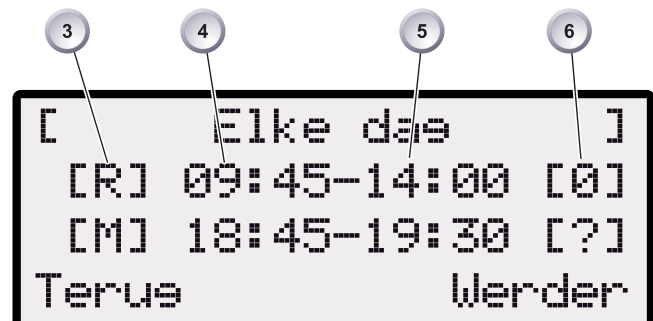 3 4 5 6
[ Elke dag ]
[R] 09:45-14:00 [0]
[M] 18:45-19:30 [?]
Terug Werder